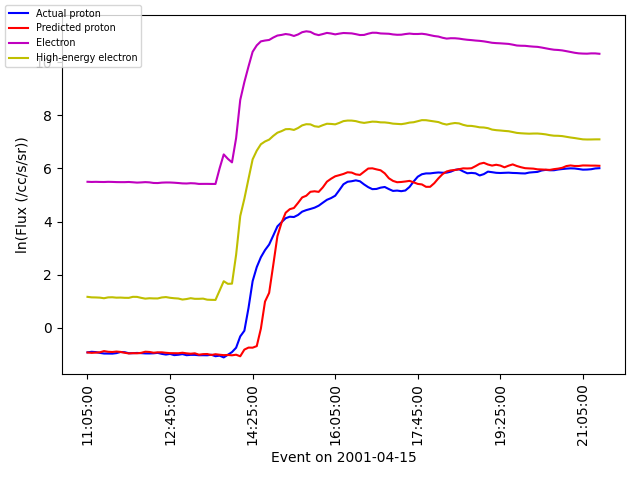 Actual proton
Predicted proton
Electron
High-energy electron
10
8
6
4
2
0
ln(Flux (/cc/s/sr))
11:05:00
12:45:00
14:25:00
16:05:00
17:45:00
19:25:00
21:05:00
Event on 2001-04-15